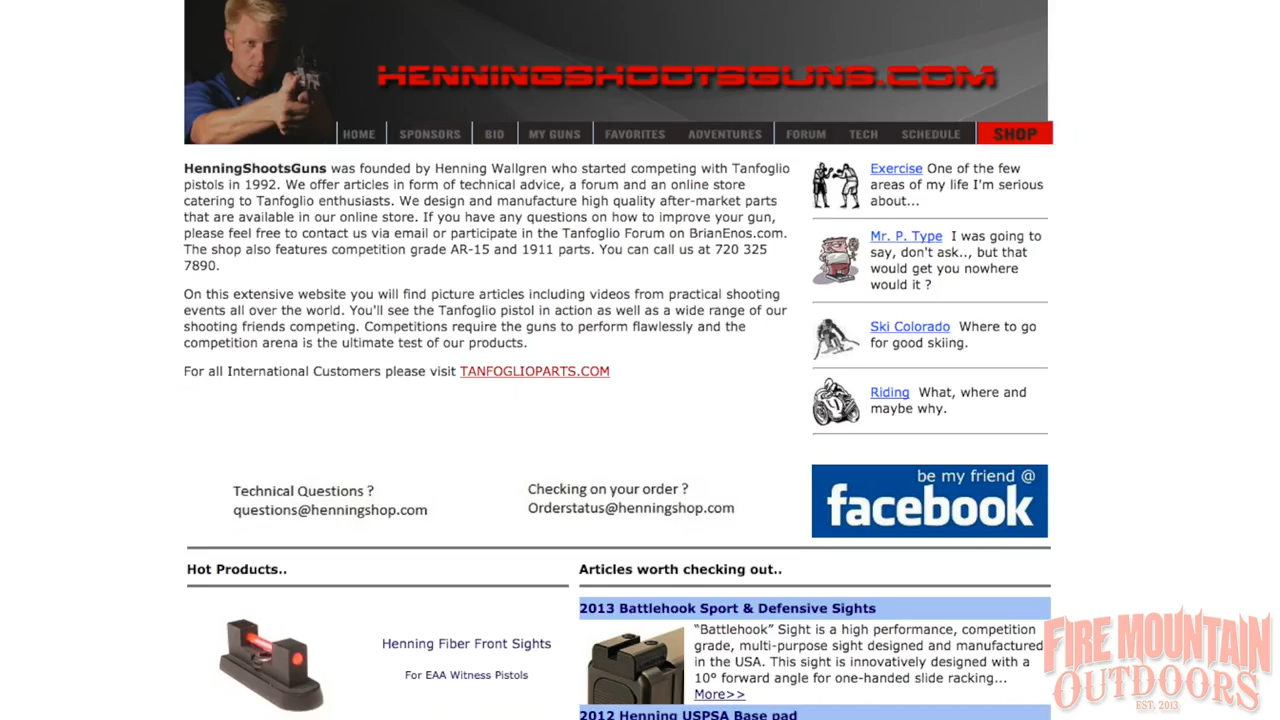 HENNINGSHOOTSGUNS.COM
HOME SPONSORS BIO MY GUNS FAVORITES ADVENTURES FORUM TECH SCHEDULE SHOP
HenningShootsGuns was founded by Henning Wallgren who started competing with Tanfoglio
pistols in 1992. We offer articles in form of technical advice, a forum and an online store
catering to Tanfoglio enthusiasts. We design and manufacture high quality after-market parts
that are available in our online store. If you have any questions on how to improve your gun,
please feel free to contact us via email or participate in the Tanfoglio Forum on BrianEnos.com.
The shop also features competition grade AR-15 and 1911 parts. You can call us at 720 325
7890.
On this extensive website you will find picture articles including videos from practical shooting
events all over the world. You'll see the Tanfoglio pistol in action as well as a wide range of our
shooting friends competing. Competitions require the guns to perform flawlessly and the
competition arena is the ultimate test of our products.
For all International Customers please visit TANFOGLIOPARTS.COM
Exercise One of the few
areas of my life I'm serious
about...
Mr. P. Type I was going to
say, don't ask.., but that
would get you nowhere
would it ?
Ski Colorado Where to go
for good skiing.
Riding What, where and
maybe why.
Technical Questions ?
questions@henningshop.com
Checking on your order ?
Orderstatus@henningshop.com
be my friend @
facebook
Hot Products..
Henning Fiber Front Sights
For EAA Witness Pistols
Articles worth checking out..
2013 Battlehook Sport & Defensive Sights
“Battlehook” Sight is a high performance, competition
grade, multi-purpose sight designed and manufactured
in the USA. This sight is innovatively designed with a
10° forward angle for one-handed slide racking...
More>>
2012 Henning USPSA Base pad
FIRE MOUNTAIN
OUTDOORS
EST. 2013